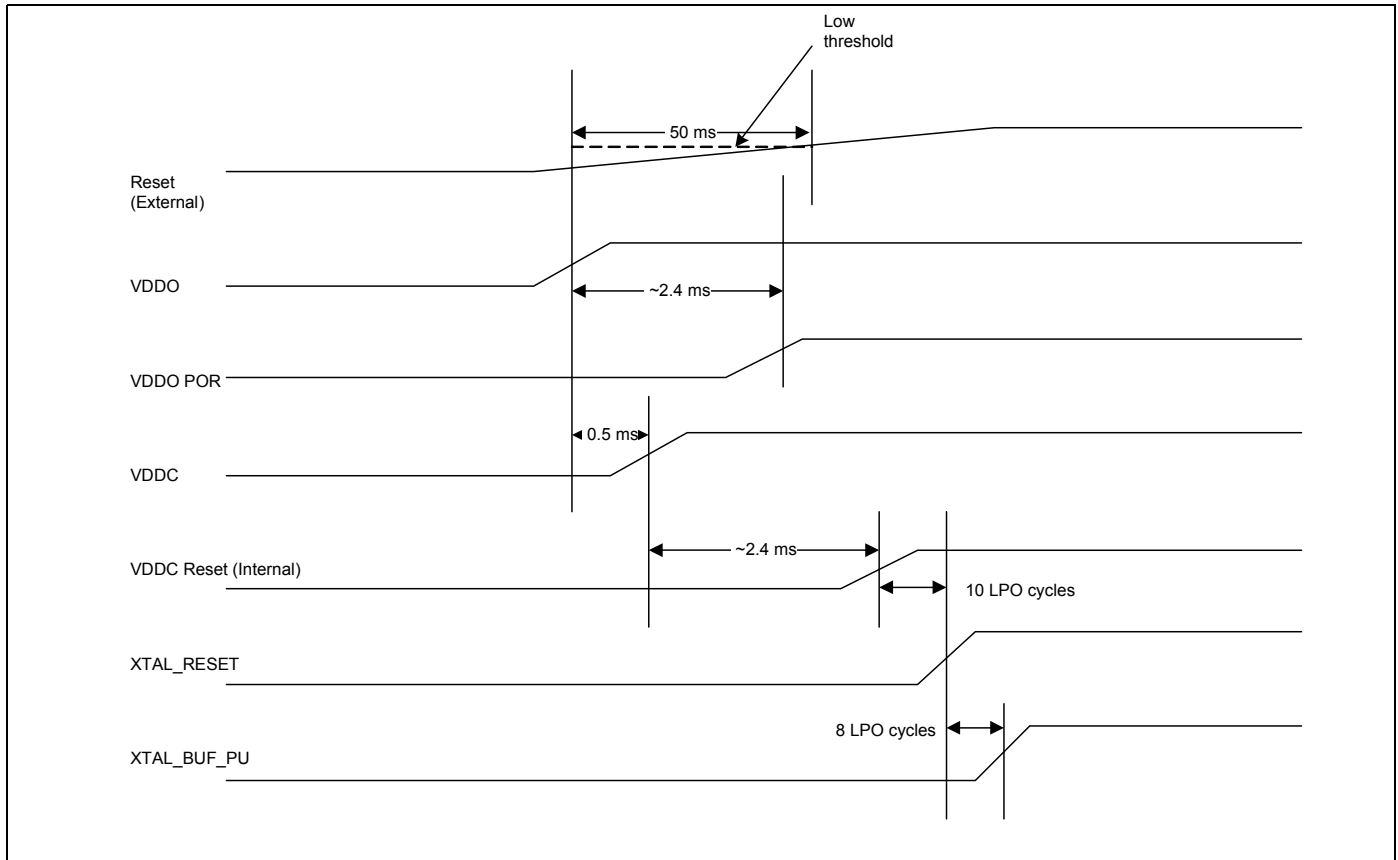 Low
threshold
50 ms
Reset
(External)
VDDO
~2.4 ms
VDDO POR
0.5 ms
VDDC
~2.4 ms
VDDC Reset (Internal)
10 LPO cycles
XTAL_RESET
8 LPO cycles
XTAL_BUF_PU